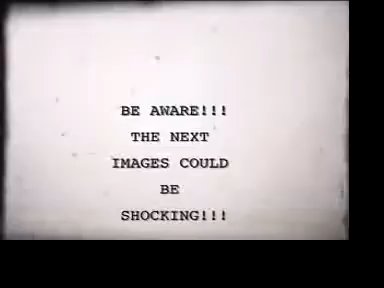 BE AWARE!!!
THE NEXT
IMAGES COULD
BE
SHOCKING!!!